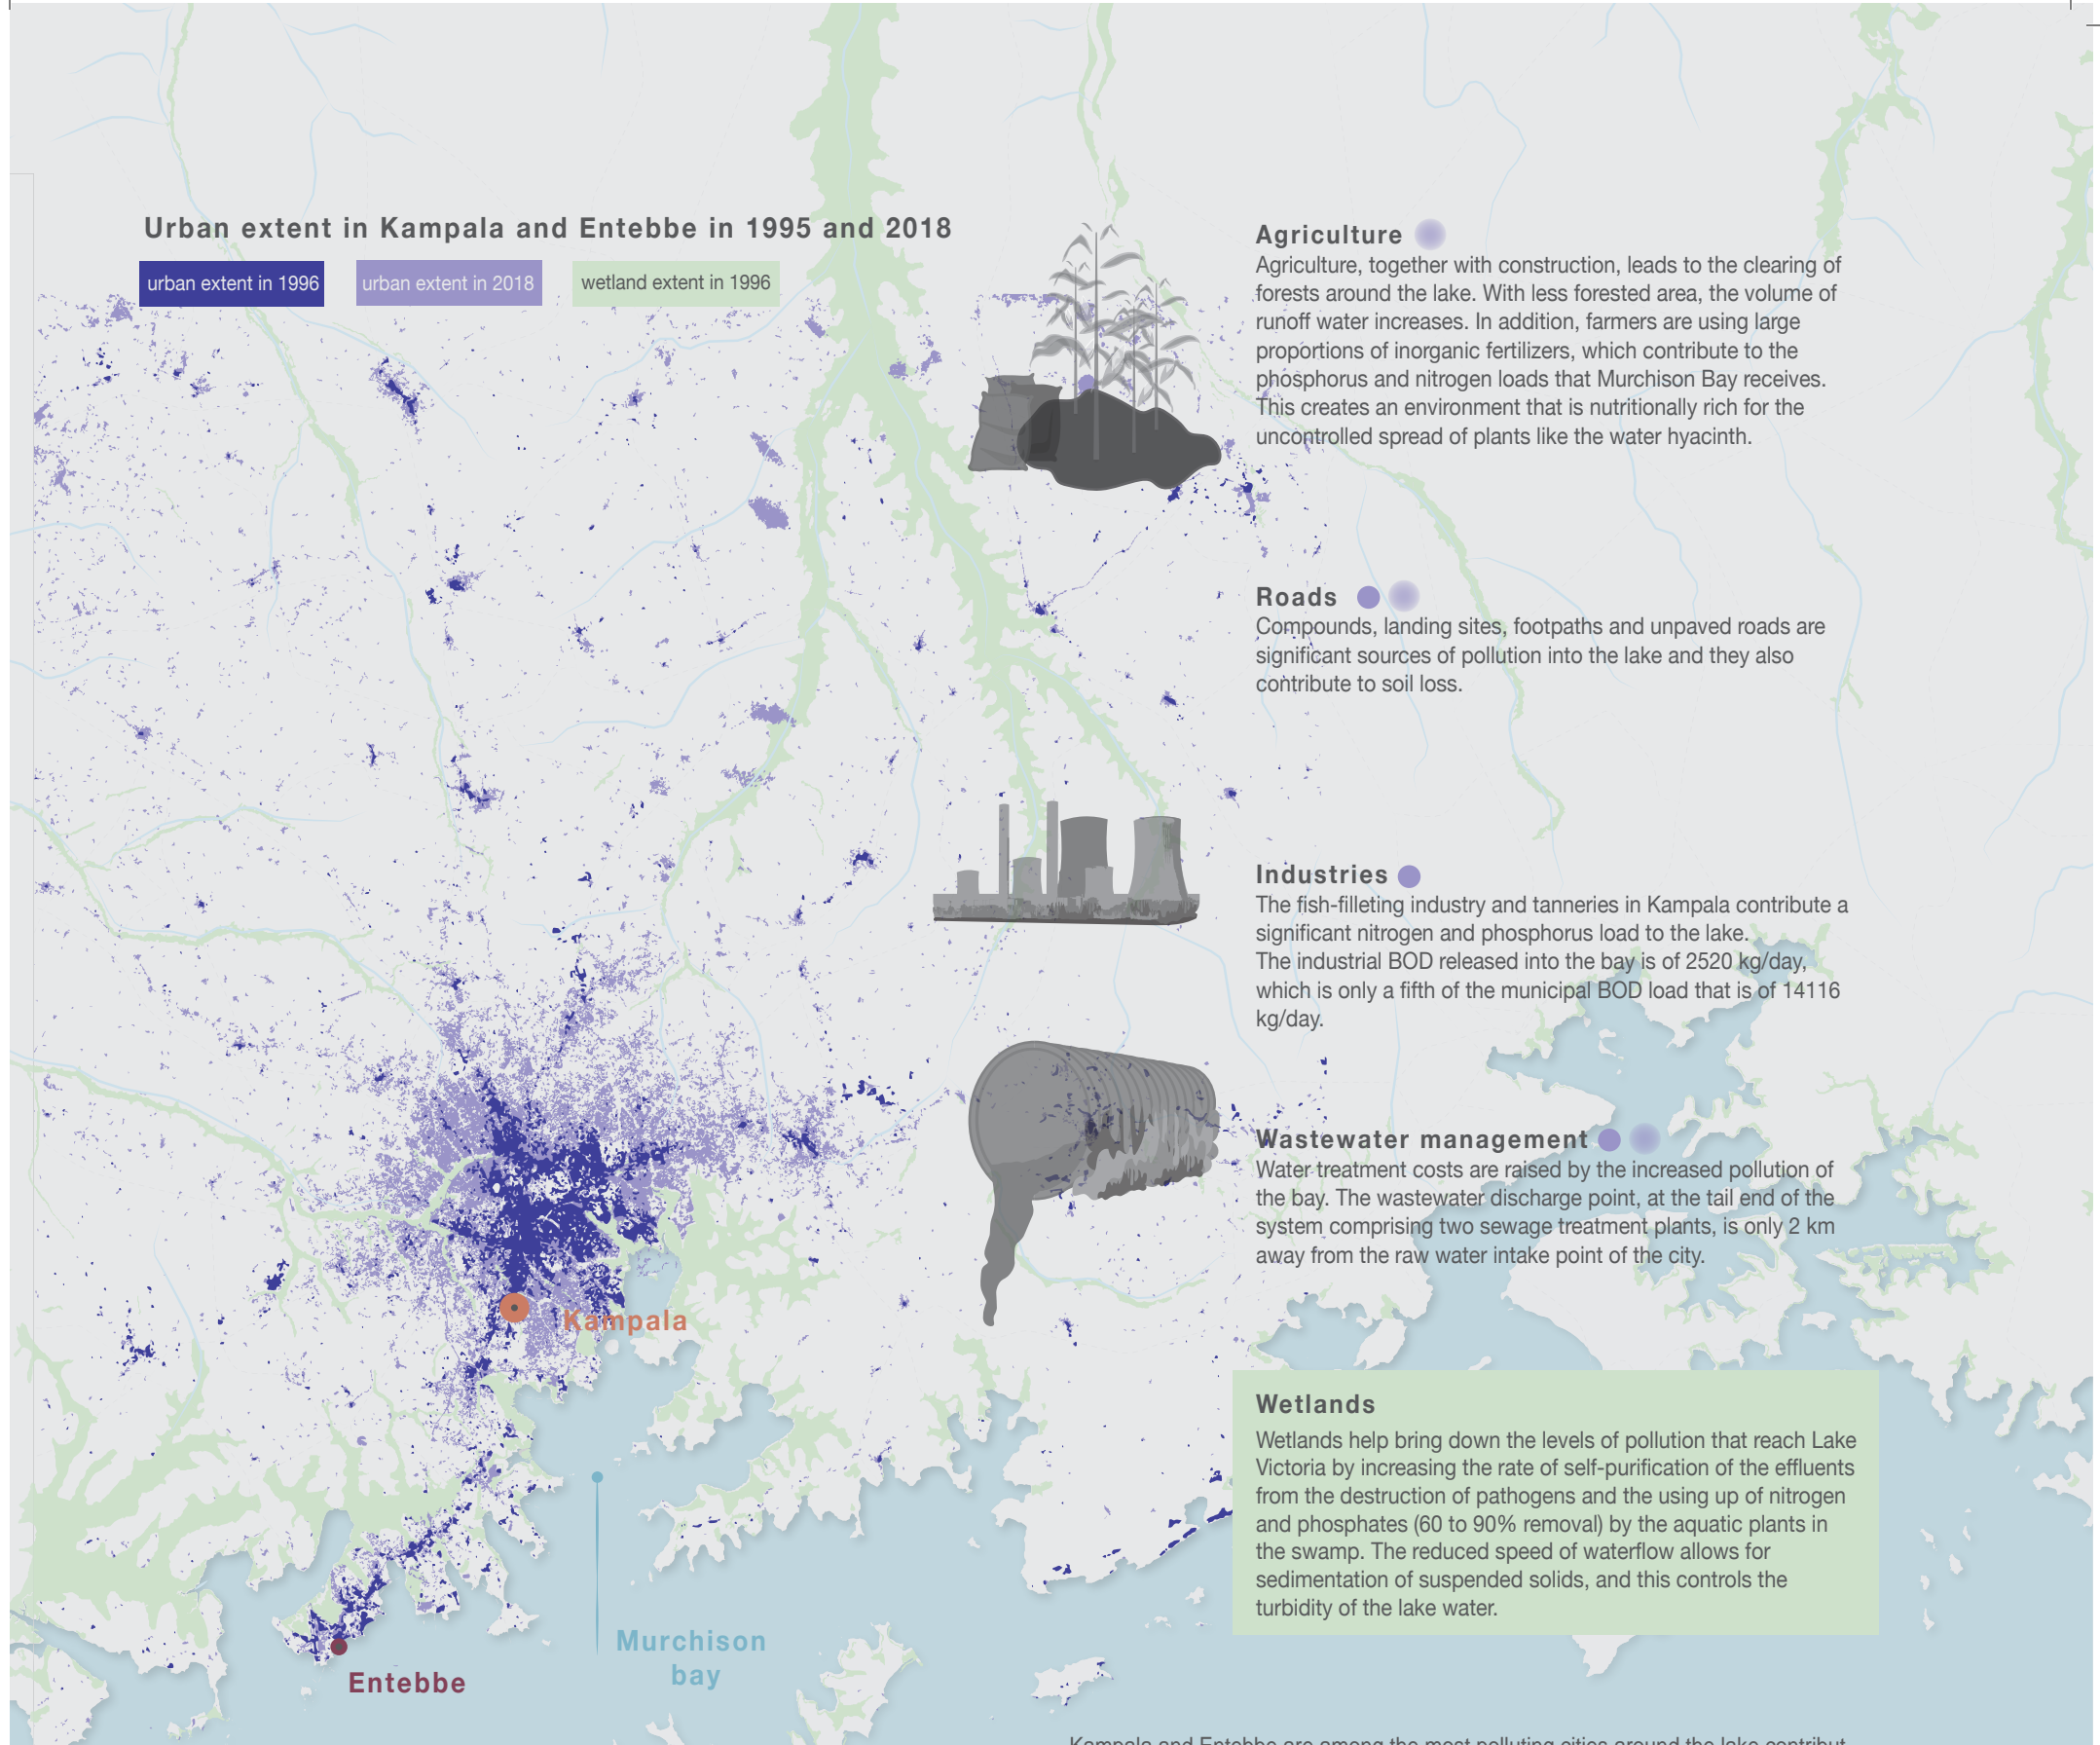 Urban extent in Kampala and Entebbe in 1995 and 2018
urban extent in 1996
urban extent in 2018
wetland extent in 1996
Agriculture
Agriculture, together with construction, leads to the clearing of
forests around the lake. With less forested area, the volume of
runoff water increases. In addition, farmers are using large
proportions of inorganic fertilizers, which contribute to the
phosphorus and nitrogen loads that Murchison Bay receives.
This creates an environment that is nutritionally rich for the
uncontrolled spread of plants like the water hyacinth.
Roads
Compounds, landing sites, footpaths and unpaved roads are
significant sources of pollution into the lake and they also
contribute to soil loss.
Industries
The fish-filleting industry and tanneries in Kampala contribute a
significant nitrogen and phosphorus load to the lake.
The industrial BOD released into the bay is of 2520 kg/day,
which is only a fifth of the municipal BOD load that is of 14116
kg/day.
Wastewater management
Water treatment costs are raised by the increased pollution of
the bay. The wastewater discharge point, at the tail end of the
system comprising two sewage treatment plants, is only 2 km
away from the raw water intake point of the city.
Kampala
Wetlands
Wetlands help bring down the levels of pollution that reach Lake
Victoria by increasing the rate of self-purification of the effluents
from the destruction of pathogens and the using up of nitrogen
and phosphates (60 to 90% removal) by the aquatic plants in
the swamp. The reduced speed of waterflow allows for
sedimentation of suspended solids, and this controls the
turbidity of the lake water.
Murchison
bay
Entebbe
Kampala and Entebbe are among the most polluting cities around the lake contribut-